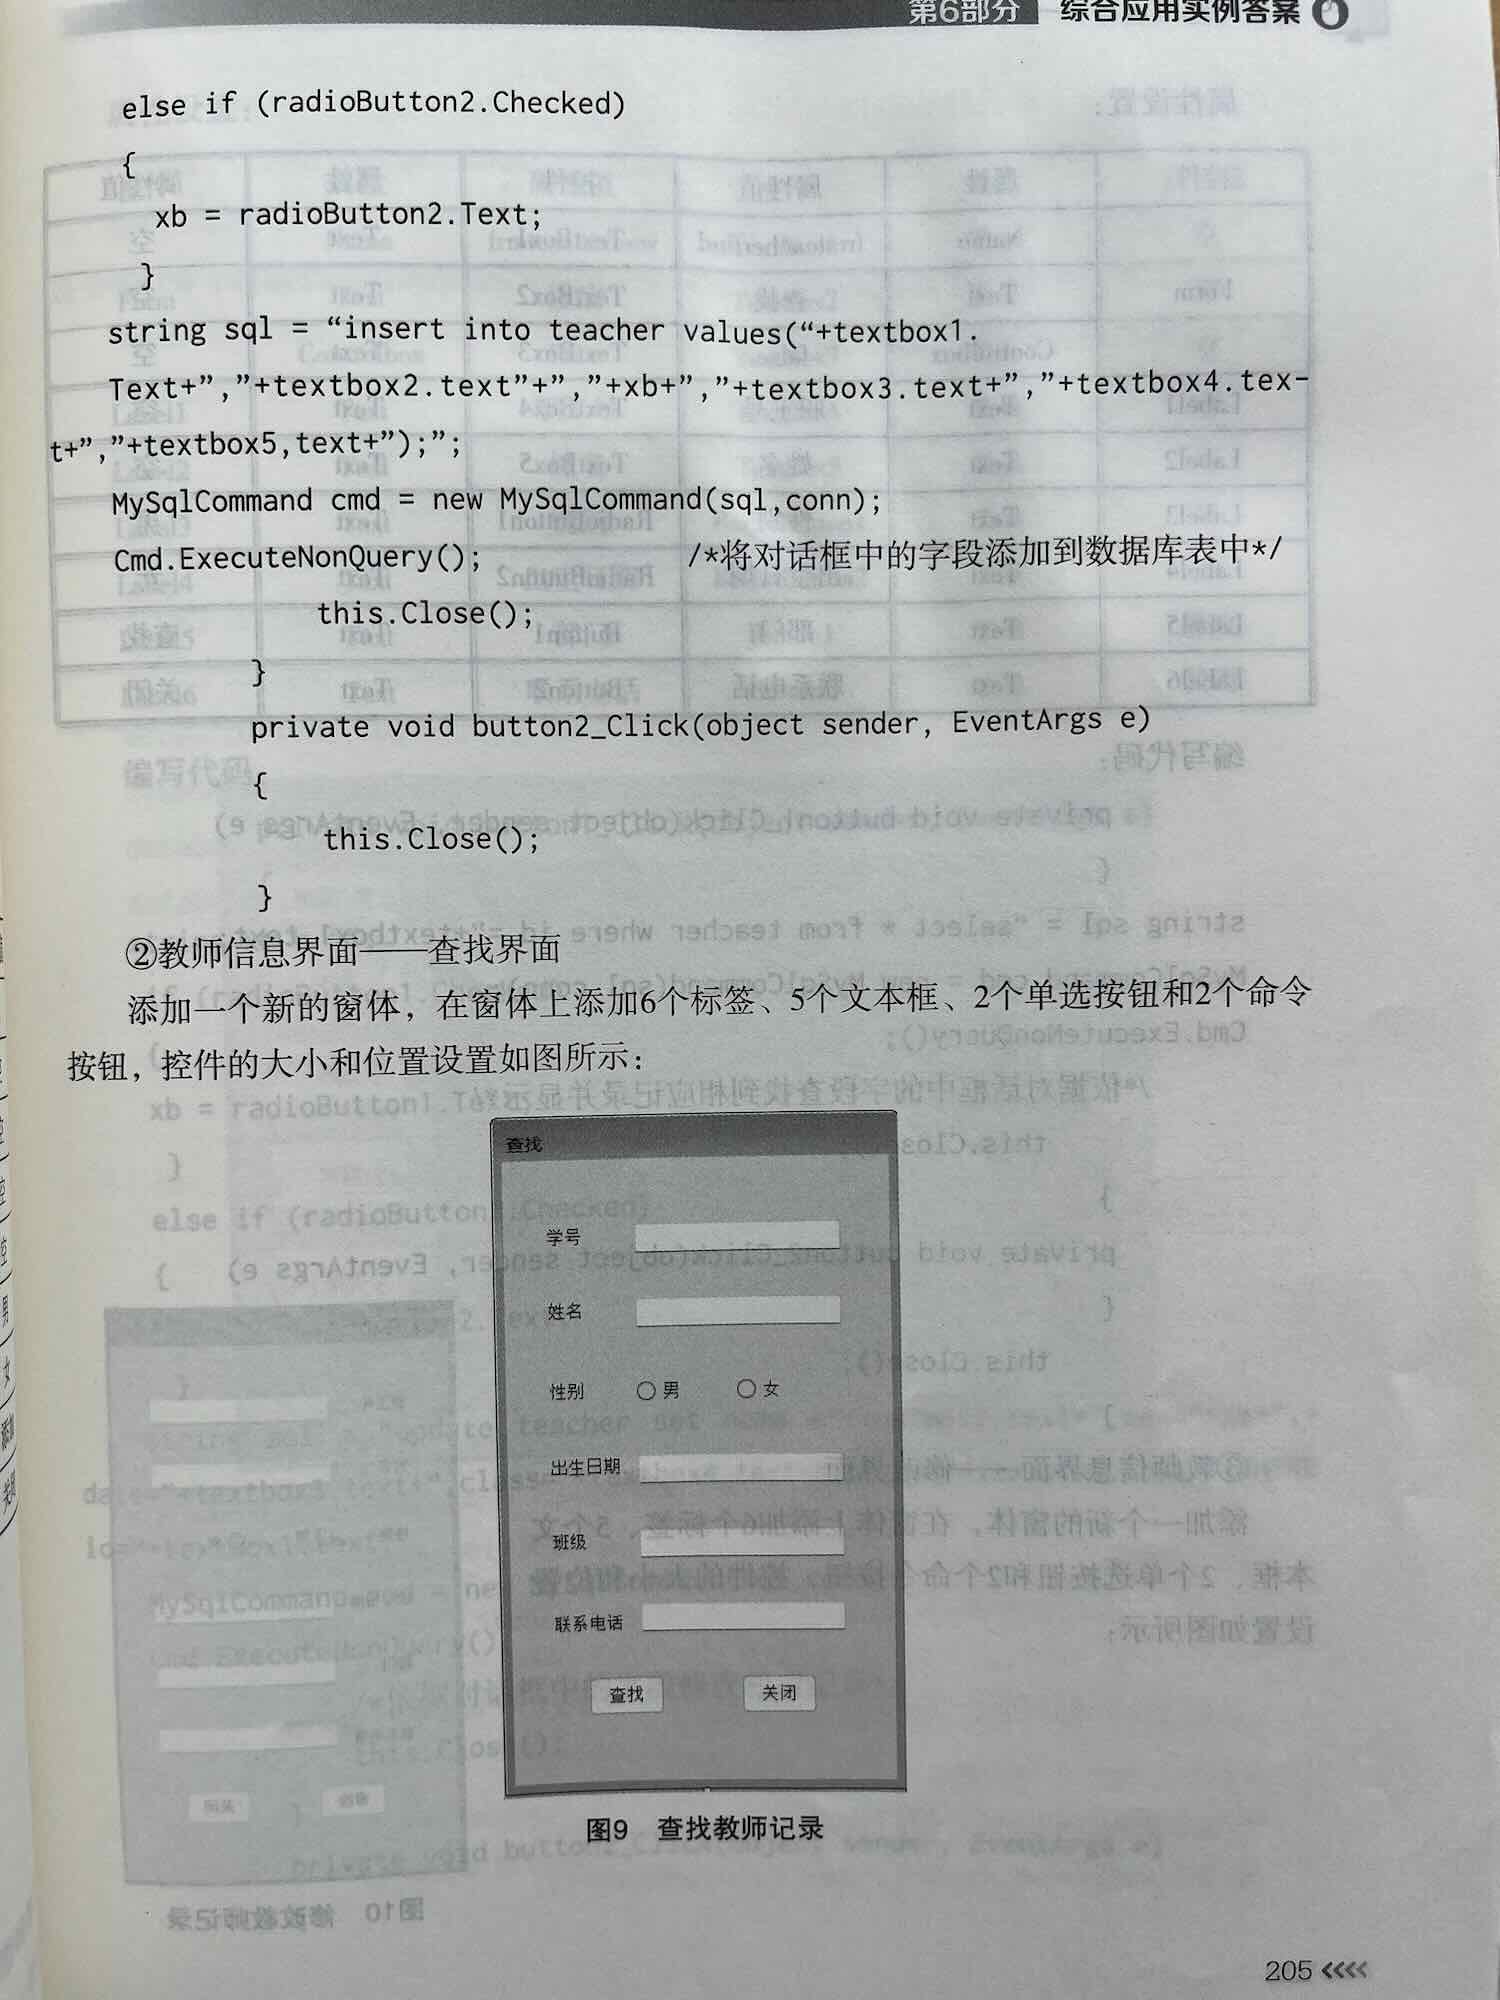 第6部分 综合应用实例答案
else if (radioButton2.Checked)
{
xb = radioButton2.Text;
}
string sql = “insert into teacher values(“+textbox1.
Text+”,”+textbox2.text”+”,”+xb+”,”+textbox3.text+”,”+textbox4.tex-
t+”,”+textbox5,text+”);”;
MySqlCommand cmd = new MySqlCommand(sql,conn);
Cmd.ExecuteNonQuery(); /*将对话框中的字段添加到数据库表中*/
this.Close();
}
private void button2_Click(object sender, EventArgs e)
{
this.Close();
}
②教师信息界面——查找界面
添加一个新的窗体，在窗体上添加6个标签、5个文本框、2个单选按钮和2个命令
按钮，控件的大小和位置设置如图所示：
查找
学号
姓名
性别 男 女
出生日期
班级
联系电话
查找 关闭
图9 查找教师记录
205